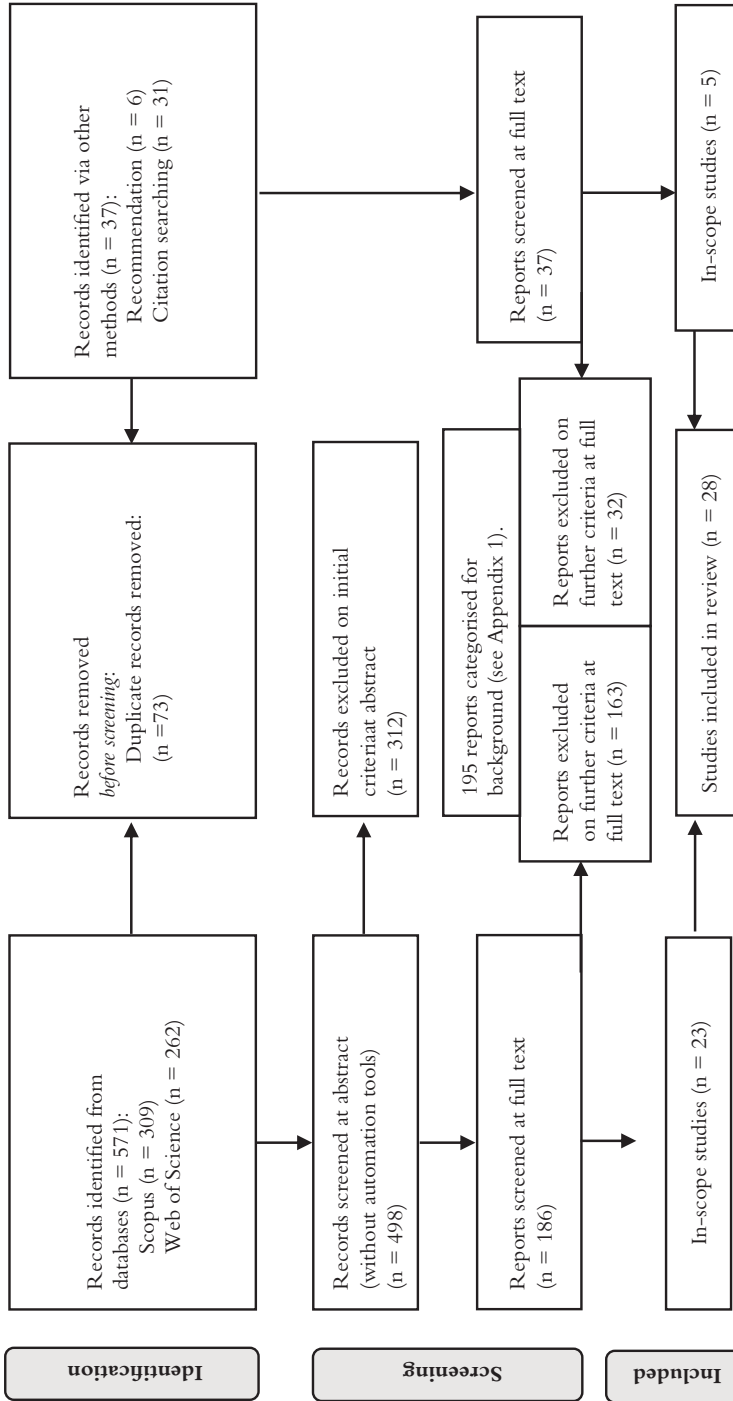 Identification
Records identified from
databases (n = 571):
Scopus (n = 309)
Web of Science (n = 262)
Records removed
before screening:
Duplicate records removed:
(n =73)
Records identified via other
methods (n = 37):
Recommendation (n = 6)
Citation searching (n = 31)
Screening
Records screened at abstract
(without automation tools)
(n = 498)
Records excluded on initial
criteriaat abstract
(n = 312)
Reports screened at full text
(n = 186)
195 reports categorised for
background (see Appendix 1).
Reports excluded
on further criteria at
full text (n = 163)
Reports excluded on
further criteria at full
text (n = 32)
Reports screened at full text
(n = 37)
Included
In-scope studies (n = 23)
Studies included in review (n = 28)
In-scope studies (n = 5)